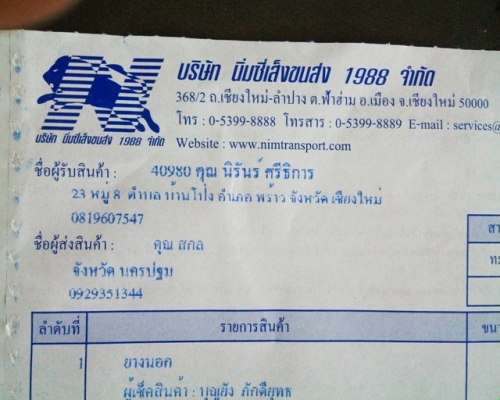 บริษัท นิ่มซี่เส็งขนส่ง 1988 จำกัด
368/2 ถ.เชียงใหม่-ลำปาง ต.ฟ้าฮ่าม อ.เมือง จ.เชียงใหม่ 50000
โทร : 0-5399-8888 โทรสาร : 0-5399-8889 E-mail : services@
บริษัท นิ่มซี่เส็งขนส่ง 1988 จำกัด
Website : www.nimtransport.com
ชื่อผู้รับสินค้า : 40980 คุณ นิรันร์ ศรีธิการ
23 หมู่ 8 ตำบล บ้านโป่ง อำเภอ พร้าว จังหวัด เชียงใหม่
0819607547
ชื่อผู้ส่งสินค้า : คุณ สกล
จังหวัด นครปฐม
0929351344
ลำดับที่ รายการสินค้า
1 ยางนอก
ผู้เช็คสินค้า : บุญยัง ภักดียุทธ